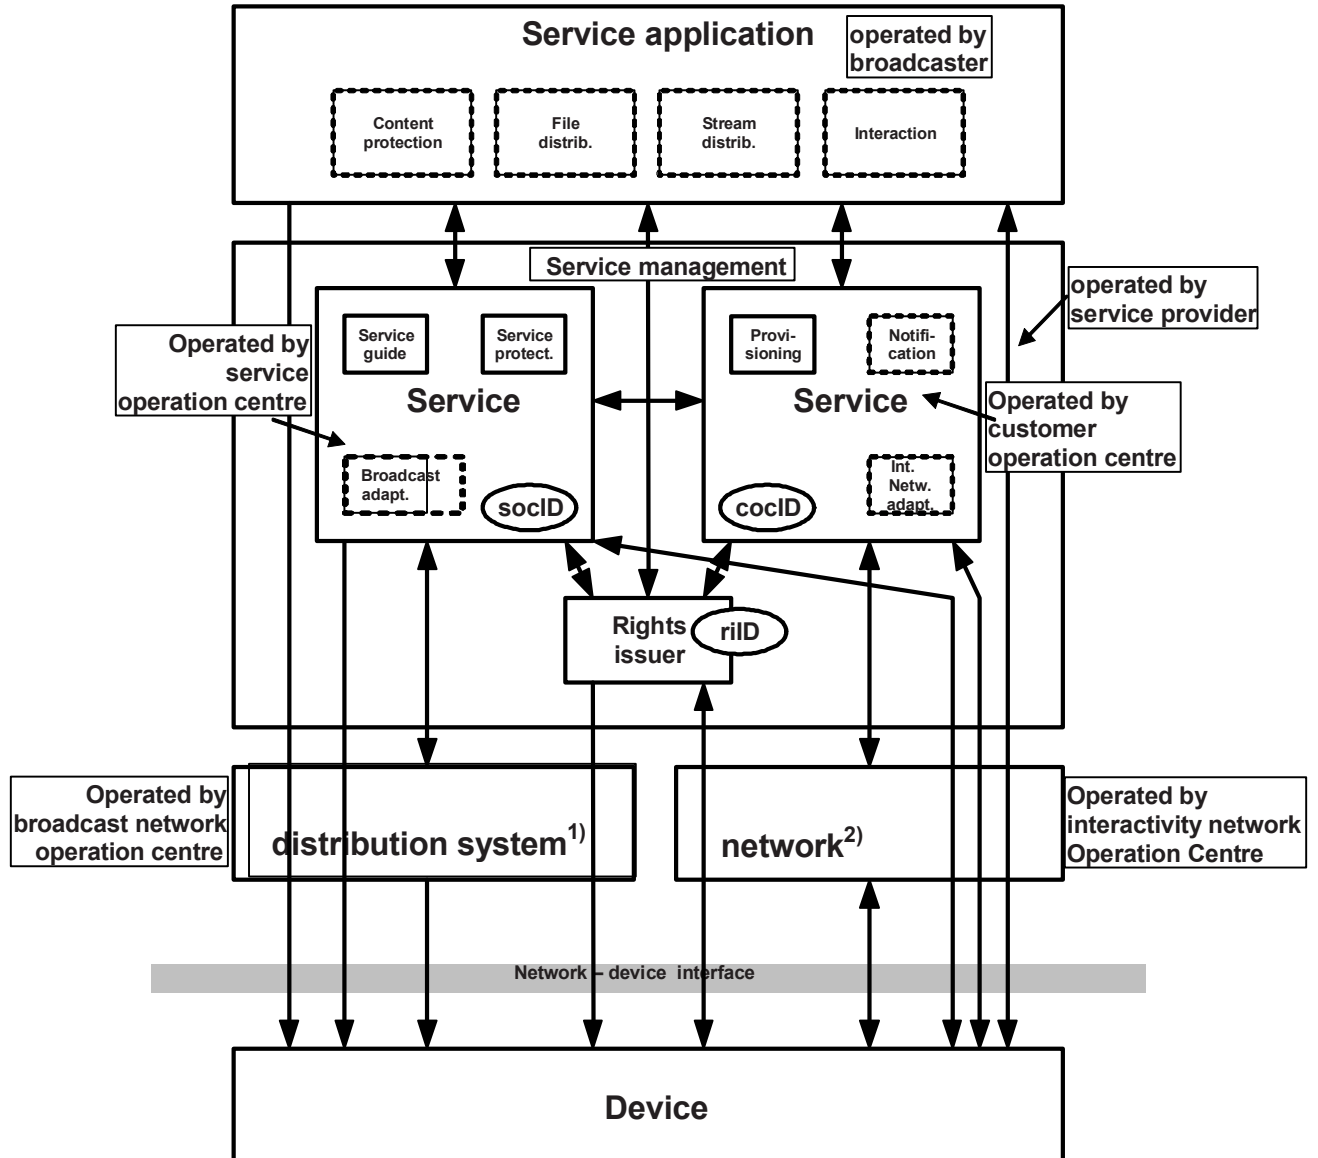 Service application
operated by
broadcaster
Content
protection
File
distrib.
Stream
distrib.
Interaction
Service management
operated by
service provider
Operated by
service
operation centre
Service
guide
Service
protect.
Service
Broadcast
adapt.
socID
Provi-
sioning
Notifi-
cation
Service
Int.
Netw.
adapt.
cocID
Operated by
customer
operation centre
Rights
issuer
riID
Operated by
broadcast network
operation centre
distribution system1)
network2)
Operated by
interactivity network
Operation Centre
Network – device interface
Device